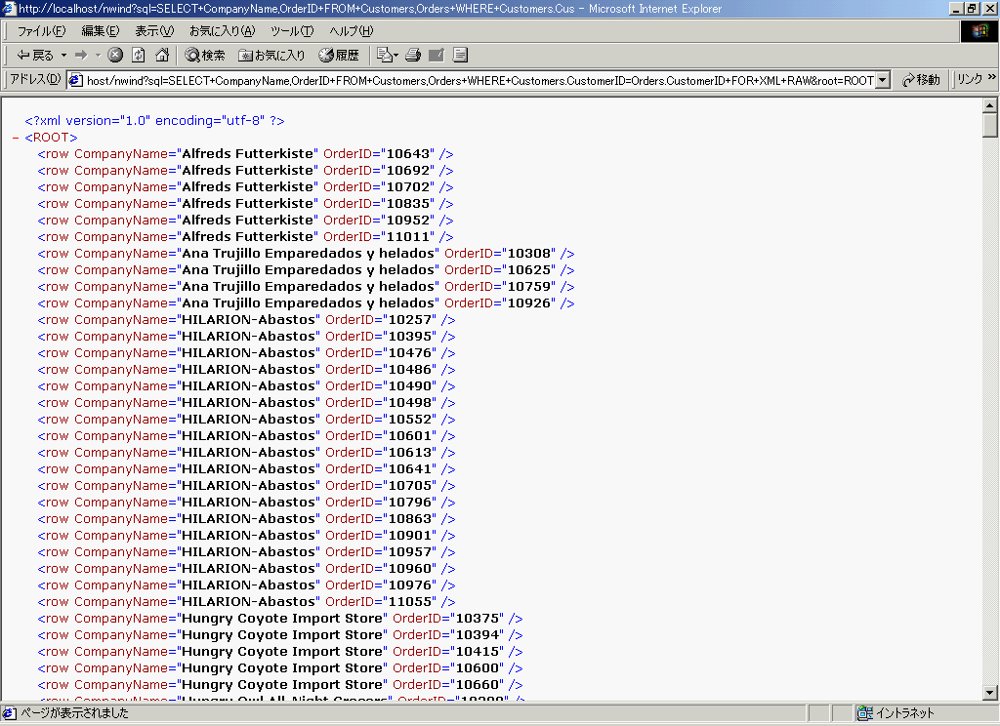 http://localhost/nwind?sql=SELECT+CompanyName,OrderID+FROM+Customers,Orders+WHERE+Customers.Cus - Microsoft Internet Explorer
ファイル(F) 編集(E) 表示(V) お気に入り(A) ツール(T) ヘルプ(H)
戻る 検索 お気に入り 履歴
アドレス(D) host/nwind?sql=SELECT+CompanyName,OrderID+FROM+Customers,Orders+WHERE+Customers.CustomerID=Orders.CustomerID+FOR+XML+RAW&root=ROOT 移動 リンク »
<?xml version="1.0" encoding="utf-8" ?>
- <ROOT>
<row CompanyName="Alfreds Futterkiste" OrderID="10643" />
<row CompanyName="Alfreds Futterkiste" OrderID="10692" />
<row CompanyName="Alfreds Futterkiste" OrderID="10702" />
<row CompanyName="Alfreds Futterkiste" OrderID="10835" />
<row CompanyName="Alfreds Futterkiste" OrderID="10952" />
<row CompanyName="Alfreds Futterkiste" OrderID="11011" />
<row CompanyName="Ana Trujillo Emparedados y helados" OrderID="10308" />
<row CompanyName="Ana Trujillo Emparedados y helados" OrderID="10625" />
<row CompanyName="Ana Trujillo Emparedados y helados" OrderID="10759" />
<row CompanyName="Ana Trujillo Emparedados y helados" OrderID="10926" />
<row CompanyName="HILARION-Abastos" OrderID="10257" />
<row CompanyName="HILARION-Abastos" OrderID="10395" />
<row CompanyName="HILARION-Abastos" OrderID="10476" />
<row CompanyName="HILARION-Abastos" OrderID="10486" />
<row CompanyName="HILARION-Abastos" OrderID="10490" />
<row CompanyName="HILARION-Abastos" OrderID="10498" />
<row CompanyName="HILARION-Abastos" OrderID="10552" />
<row CompanyName="HILARION-Abastos" OrderID="10601" />
<row CompanyName="HILARION-Abastos" OrderID="10613" />
<row CompanyName="HILARION-Abastos" OrderID="10641" />
<row CompanyName="HILARION-Abastos" OrderID="10705" />
<row CompanyName="HILARION-Abastos" OrderID="10796" />
<row CompanyName="HILARION-Abastos" OrderID="10863" />
<row CompanyName="HILARION-Abastos" OrderID="10901" />
<row CompanyName="HILARION-Abastos" OrderID="10957" />
<row CompanyName="HILARION-Abastos" OrderID="10960" />
<row CompanyName="HILARION-Abastos" OrderID="10976" />
<row CompanyName="HILARION-Abastos" OrderID="11055" />
<row CompanyName="Hungry Coyote Import Store" OrderID="10375" />
<row CompanyName="Hungry Coyote Import Store" OrderID="10394" />
<row CompanyName="Hungry Coyote Import Store" OrderID="10415" />
<row CompanyName="Hungry Coyote Import Store" OrderID="10600" />
<row CompanyName="Hungry Coyote Import Store" OrderID="10660" />
<row CompanyName="Hungry Owl All-Night Grocers" OrderID=
ページが表示されました イントラネット